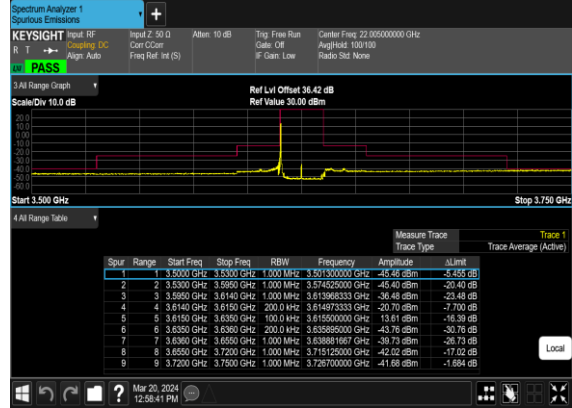 Spectrum Analyzer 1
Spurious Emissions
KEYSIGHT Input: RF Input Z: 50 Ω Atten: 10 dB Trig: Free Run Center Freq: 22.005000000 GHz
R T Coupling: DC Corr CCorr Gate: Off Avg|Hold: 100/100
Align: Auto Freq Ref: Int (S) IF Gain: Low Radio Std: None
PASS
3 All Range Graph
Ref Lvl Offset 36.42 dB
Scale/Div 10.0 dB Ref Value 30.00 dBm
20.0
10.0
0.00
-10.0
-20.0
-30.0
-40.0
-50.0
-60.0
Start 3.500 GHz Stop 3.750 GHz
4 All Range Table
Measure Trace Trace 1
Trace Type Trace Average (Active)
Spur Range Start Freq Stop Freq RBW Frequency Amplitude ΔLimit
1 1 3.5000 GHz 3.5300 GHz 1.000 MHz 3.501300000 GHz -45.46 dBm -5.455 dB
2 2 3.5300 GHz 3.5950 GHz 1.000 MHz 3.574525000 GHz -45.40 dBm -20.40 dB
3 3 3.5950 GHz 3.6140 GHz 1.000 MHz 3.613968333 GHz -36.48 dBm -23.48 dB
4 4 3.6140 GHz 3.6150 GHz 200.0 kHz 3.614973333 GHz -20.70 dBm -7.700 dB
5 5 3.6150 GHz 3.6350 GHz 100.0 kHz 3.615500000 GHz 13.61 dBm -16.39 dB
6 6 3.6350 GHz 3.6360 GHz 200.0 kHz 3.635895000 GHz -43.76 dBm -30.76 dB
7 7 3.6360 GHz 3.6550 GHz 1.000 MHz 3.638881667 GHz -39.73 dBm -26.73 dB
8 8 3.6550 GHz 3.7200 GHz 1.000 MHz 3.715125000 GHz -42.02 dBm -17.02 dB
9 9 3.7200 GHz 3.7500 GHz 1.000 MHz 3.726700000 GHz -41.68 dBm -1.684 dB
Local
? Mar 20, 2024
12:58:41 PM